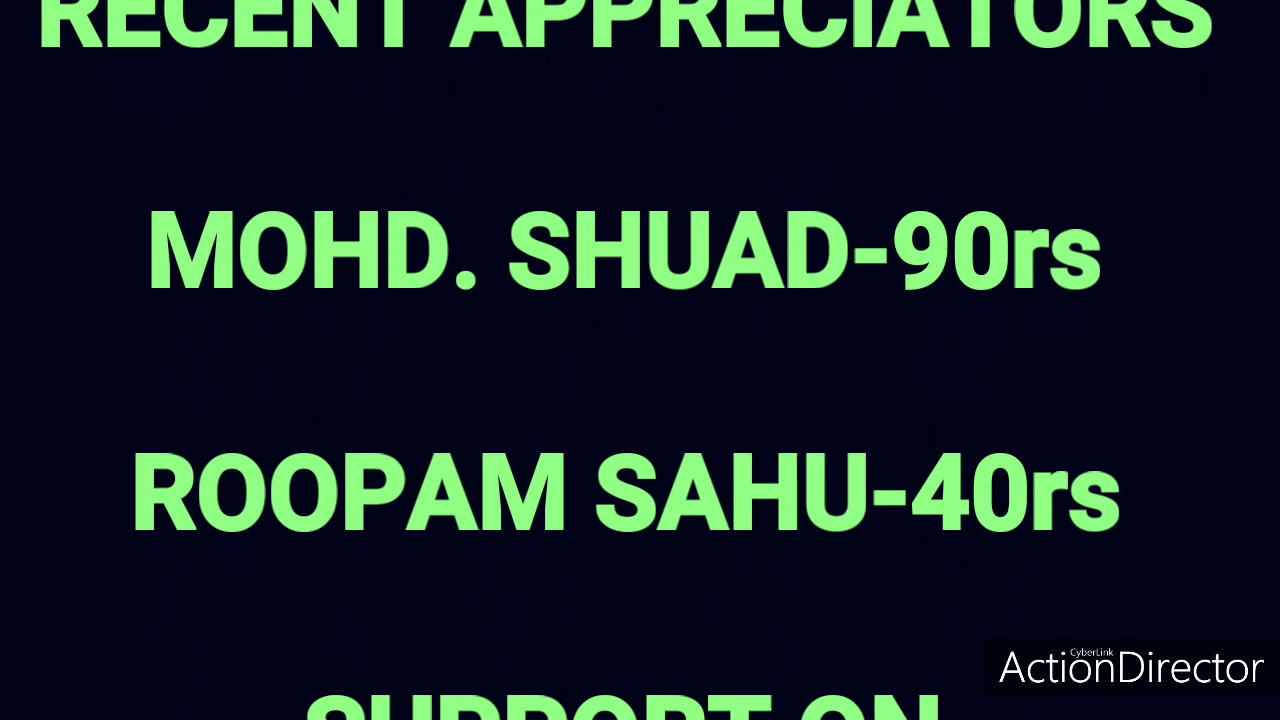 RECENT APPRECIATORS
MOHD. SHUAD-90rs
ROOPAM SAHU-40rs
SUPPORT ON
CyberLink
ActionDirector